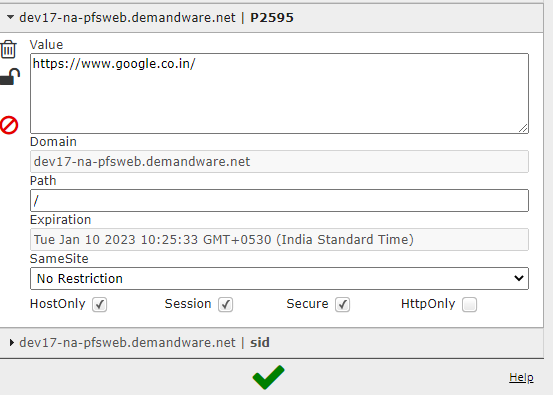 dev17-na-pfsweb.demandware.net | P2595
Value
https://www.google.co.in/
Domain
dev17-na-pfsweb.demandware.net
Path
/
Expiration
Tue Jan 10 2023 10:25:33 GMT+0530 (India Standard Time)
SameSite
No Restriction
HostOnly Session Secure HttpOnly
dev17-na-pfsweb.demandware.net | sid
Help